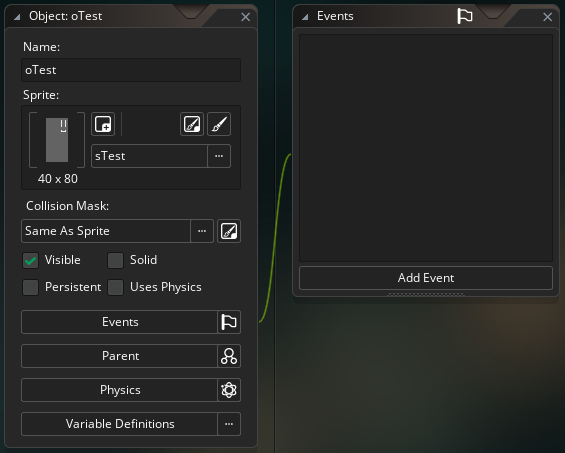 Object: oTest
Name:
oTest
Sprite:
sTest
40 x 80
Collision Mask:
Same As Sprite
Visible
Solid
Persistent
Uses Physics
Events
Parent
Physics
Variable Definitions
Events
Add Event